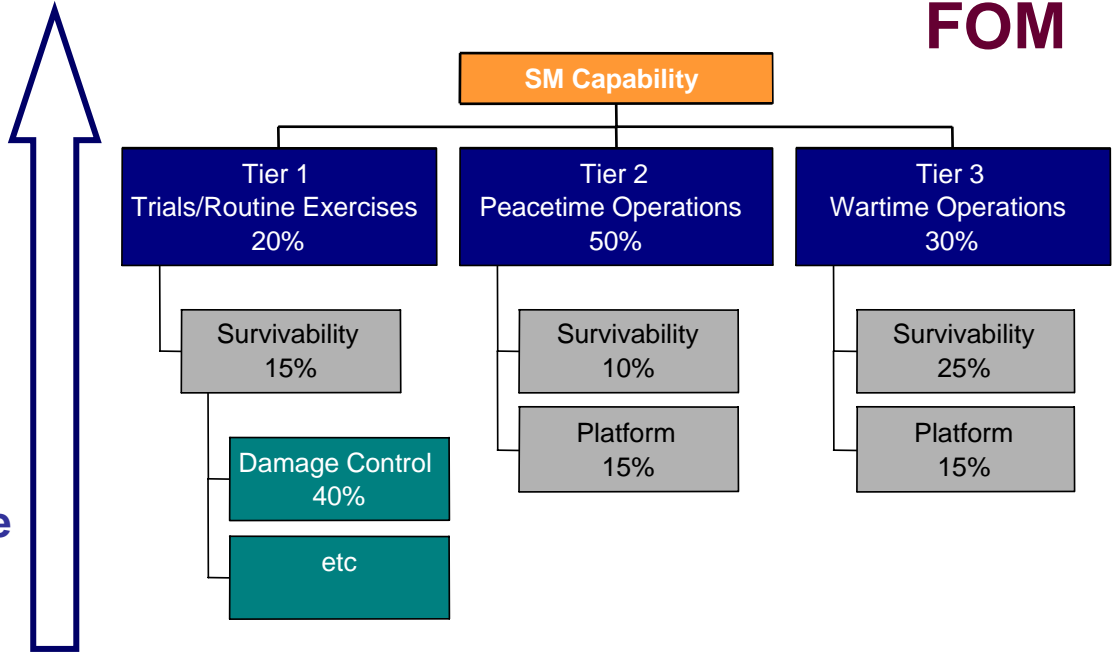 FOM
SM Capability
Tier 1
Trials/Routine Exercises
20%
Tier 2
Peacetime Operations
50%
Tier 3
Wartime Operations
30%
Survivability
15%
Survivability
10%
Survivability
25%
Platform
15%
Platform
15%
Damage Control
40%
etc
e